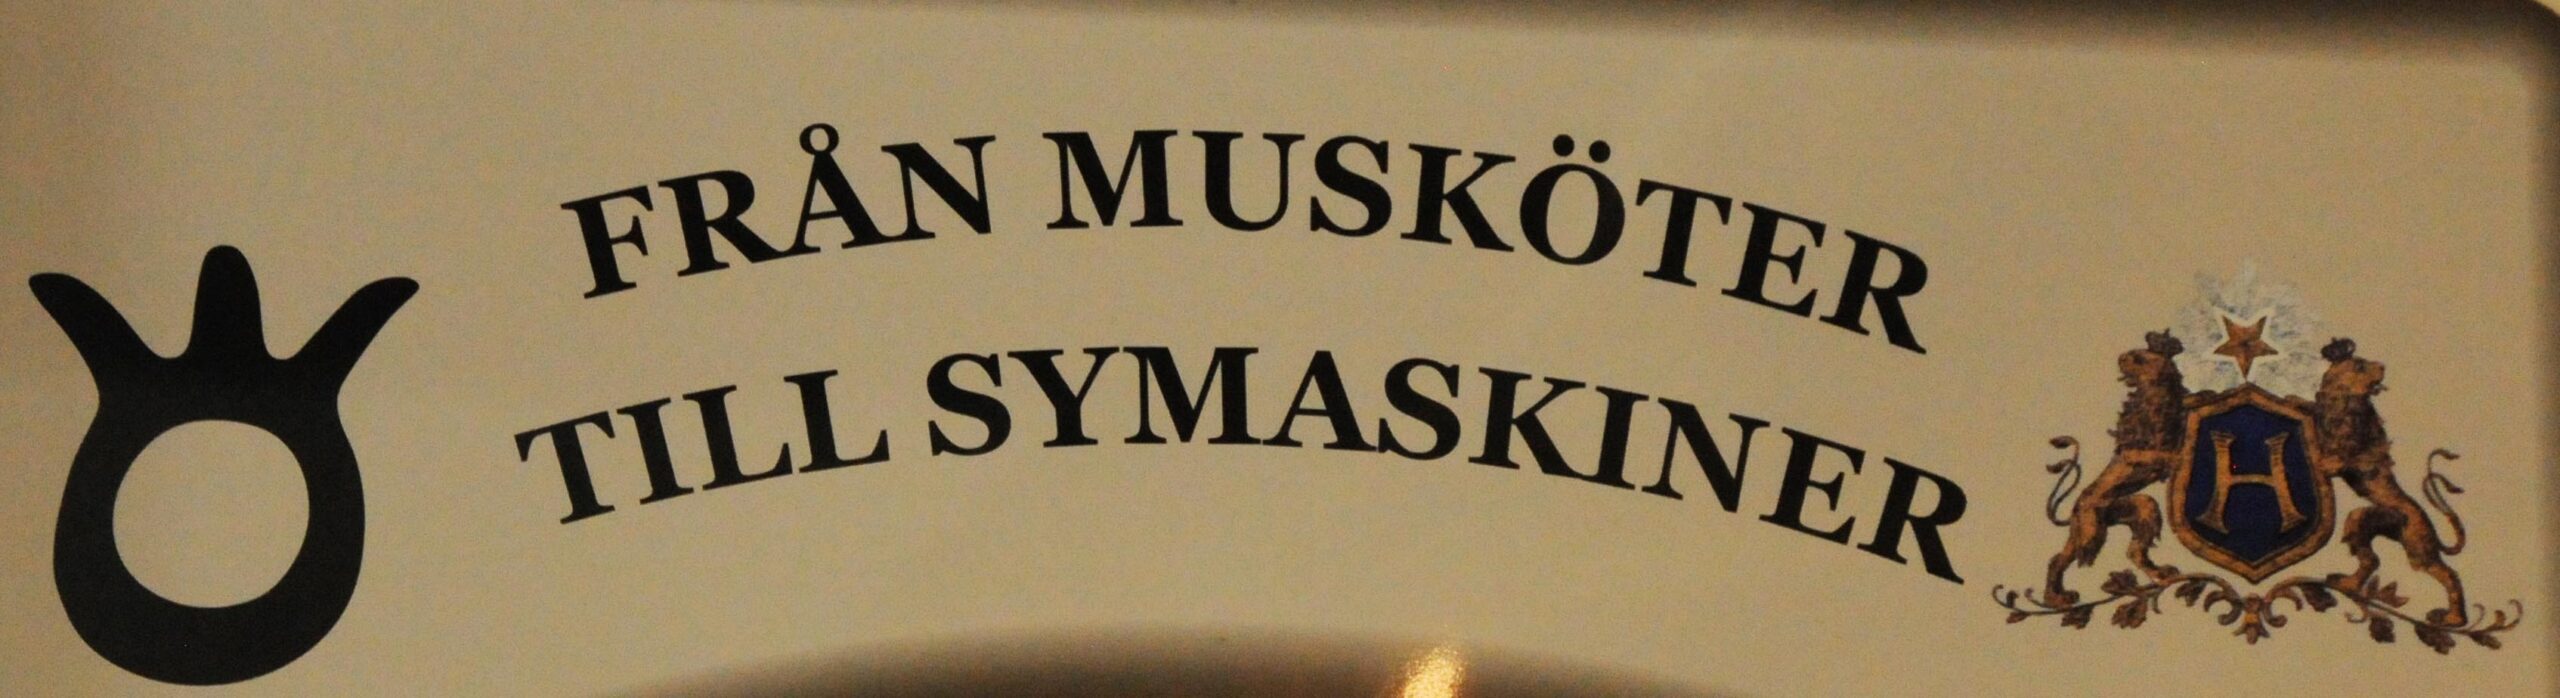 FRÅN MUSKÖTER
TILL SYMASKINER
H